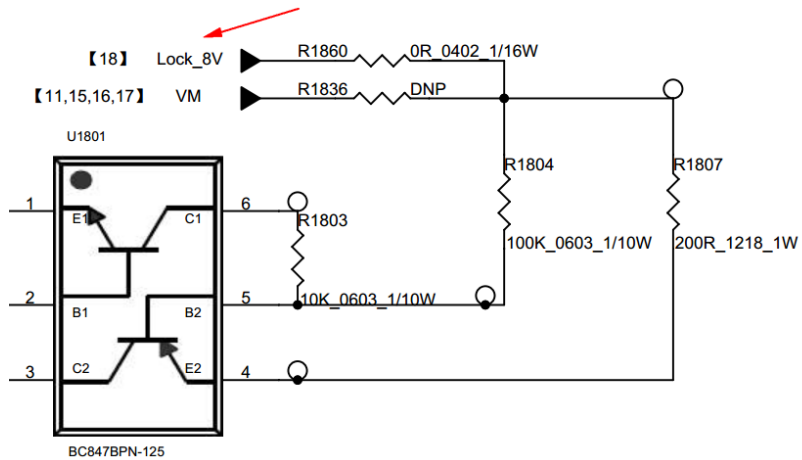 【18】 Lock_8V R1860 0R_0402_1/16W
【11,15,16,17】 VM R1836 DNP
U1801
R1804 R1807
1 E1 C1 6
R1803
100K_0603_1/10W 200R_1218_1W
2 B1 B2 5 10K_0603_1/10W
3 C2 E2 4
BC847BPN-125